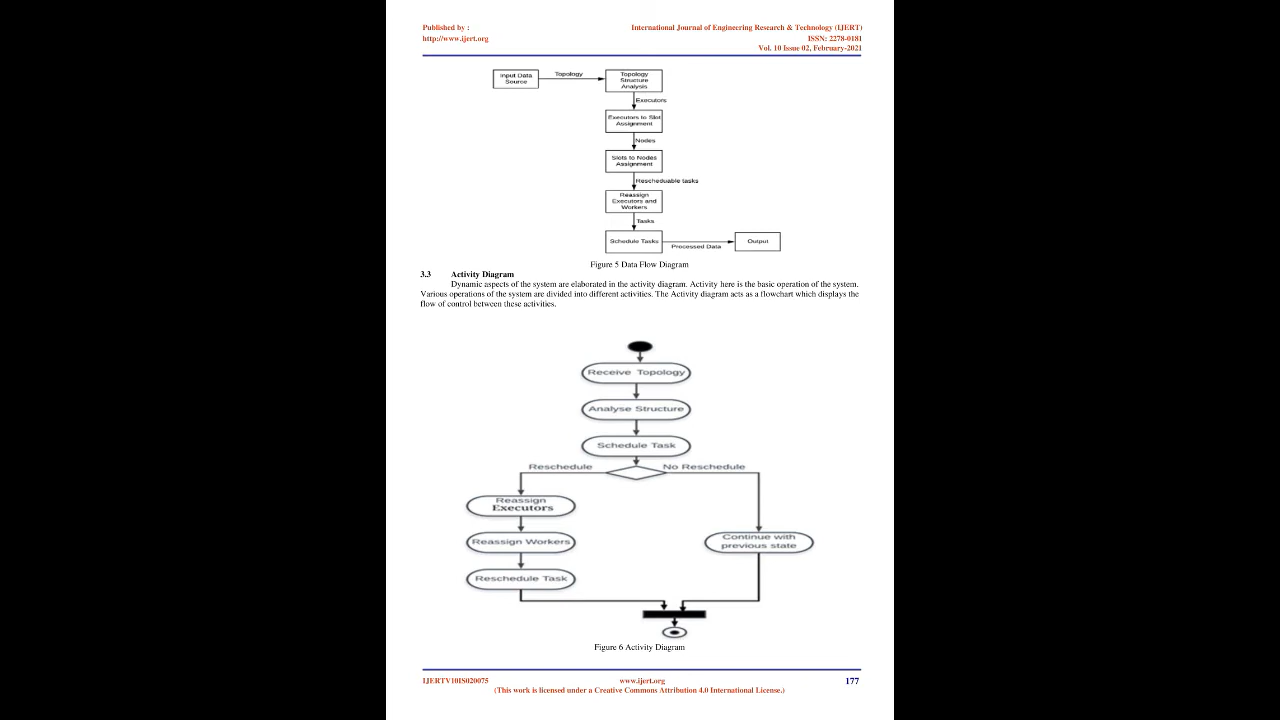 Published by :
http://www.ijert.org
International Journal of Engineering Research & Technology (IJERT)
ISSN: 2278-0181
Vol. 10 Issue 02, February-2021
Input Data
Source
Topology
Topology
Structure
Analysis
Executors
Executors to Slot
Assignment
Nodes
Slots to Nodes
Assignment
Rescheduable tasks
Reassign
Executors and
Workers
Tasks
Schedule Tasks
Processed Data
Output
Figure 5 Data Flow Diagram
3.3 Activity Diagram
Dynamic aspects of the system are elaborated in the activity diagram. Activity here is the basic operation of the system.
Various operations of the system are divided into different activities. The Activity diagram acts as a flowchart which displays the
flow of control between these activities.
Receive Topology
Analyse Structure
Schedule Task
Reschedule
No Reschedule
Reassign
Executors
Reassign Workers
Reschedule Task
Continue with
previous state
Figure 6 Activity Diagram
IJERTV10IS020075
www.ijert.org
177
(This work is licensed under a Creative Commons Attribution 4.0 International License.)